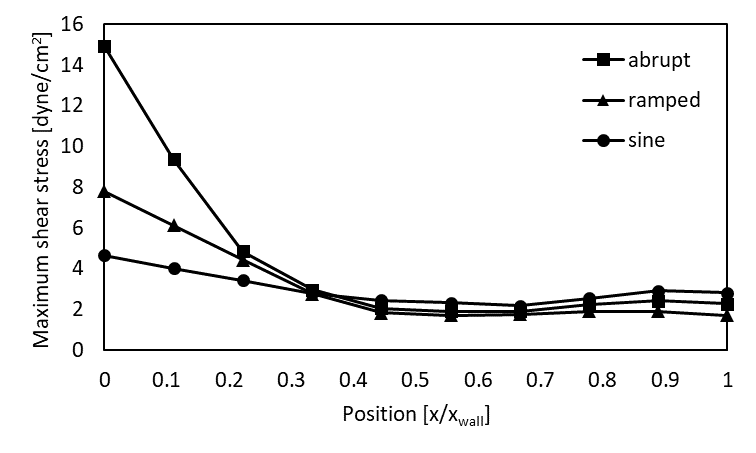 Maximum shear stress [dyne/cm²]
16
14
12
10
8
6
4
2
0
abrupt
ramped
sine
0 0.1 0.2 0.3 0.4 0.5 0.6 0.7 0.8 0.9 1
Position [x/xwall]